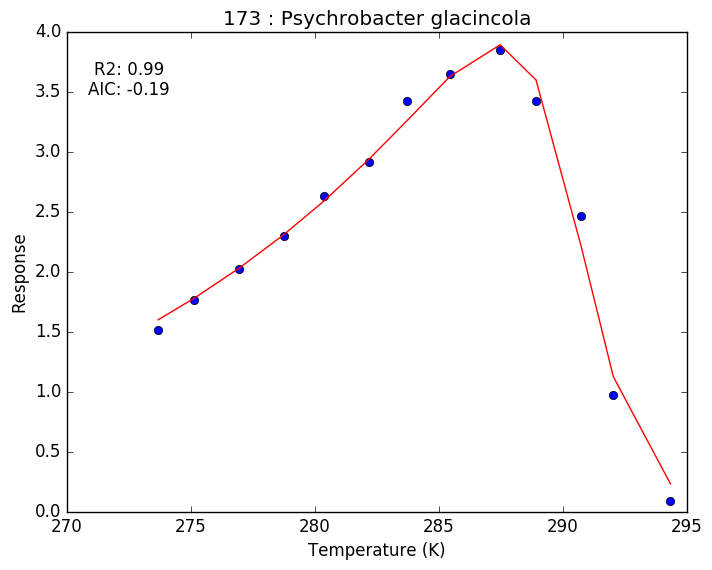 173 : Psychrobacter glacincola
R2: 0.99
AIC: -0.19
4.0
3.5
3.0
2.5
2.0
1.5
1.0
0.5
0.0
Response
270 275 280 285 290 295
Temperature (K)